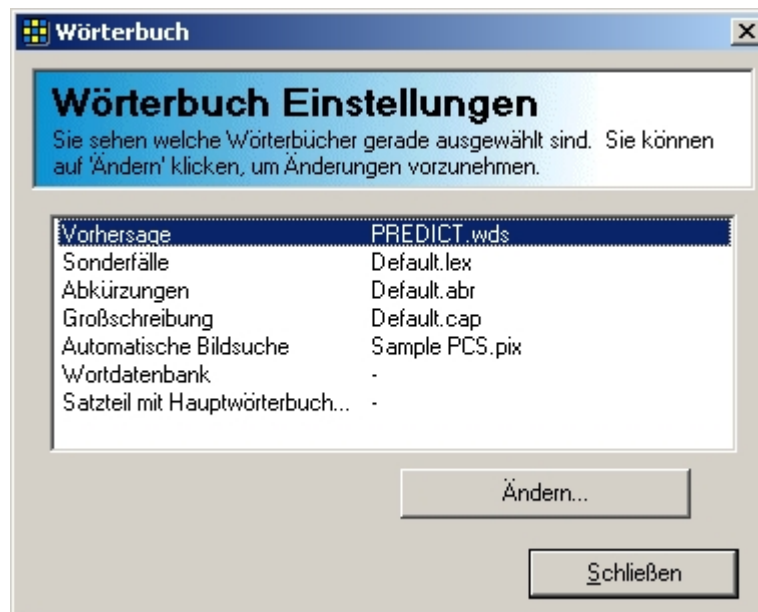 Wörterbuch
Wörterbuch Einstellungen
Sie sehen welche Wörterbücher gerade ausgewählt sind. Sie können
auf 'Ändern' klicken, um Änderungen vorzunehmen.
Vorhersage PREDICT.wds
Sonderfälle Default.lex
Abkürzungen Default.abr
Großschreibung Default.cap
Automatische Bildsuche Sample PCS.pix
Wortdatenbank -
Satzteil mit Hauptwörterbuch... -
Ändern...
Schließen